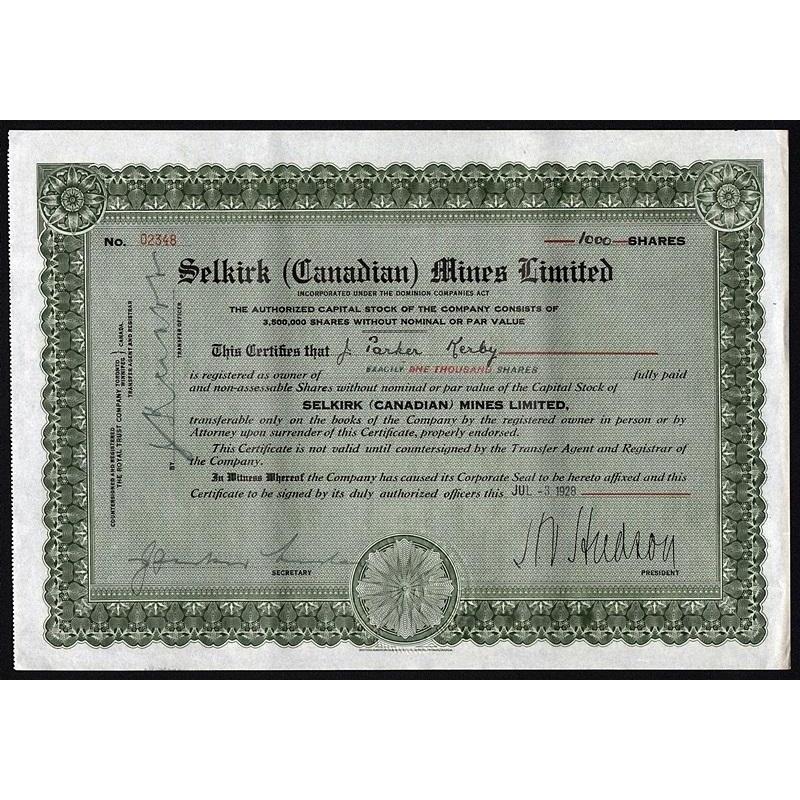 No. 02348
1000 SHARES
Selkirk (Canadian) Mines Limited
INCORPORATED UNDER THE DOMINION COMPANIES ACT
THE AUTHORIZED CAPITAL STOCK OF THE COMPANY CONSISTS OF
3,500,000 SHARES WITHOUT NOMINAL OR PAR VALUE
This Certifies that J. Parker Kerby
is registered as owner of EXACTLY ONE THOUSAND SHARES fully paid
and non-assessable Shares without nominal or par value of the Capital Stock of
SELKIRK (CANADIAN) MINES LIMITED,
transferable only on the books of the Company by the registered owner in person or by
Attorney upon surrender of this Certificate, properly endorsed.
This Certificate is not valid until countersigned by the Transfer Agent and Registrar of
the Company.
In Witness Whereof the Company has caused its Corporate Seal to be hereto affixed and this
Certificate to be signed by its duly authorized officers this JUL -3 1929
COUNTERSIGNED AND REGISTERED
THE ROYAL TRUST COMPANY TORONTO WINNIPEG CANADA.
TRANSFER AGENT AND REGISTRAR
BY
TRANSFER OFFICER.
J Parker
SECRETARY
Hudson
PRESIDENT